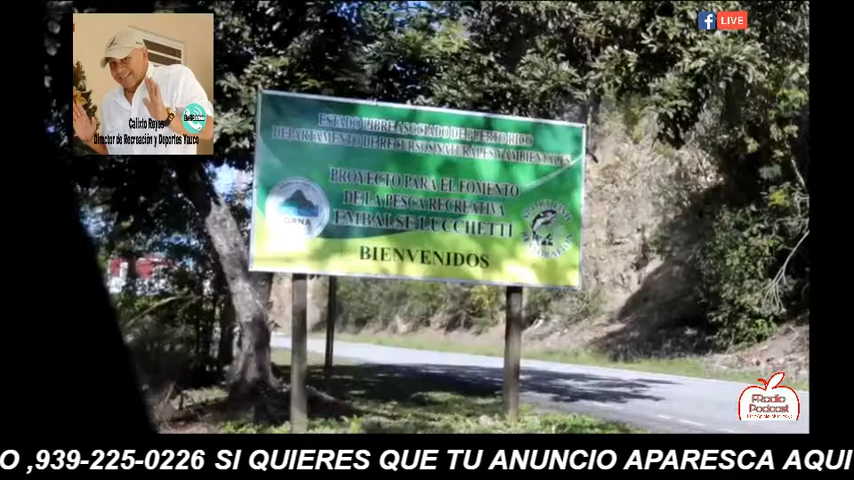 f LIVE
Calixto Reyes
Director de Recreación y Deportes Yauco
ESTADO LIBRE ASOCIADO DE PUERTO RICO
DEPARTAMENTO DE RECURSOS NATURALES Y AMBIENTALES
PROYECTO PARA EL FOMENTO
DE LA PESCA RECREATIVA
EMBALSE LUCCHETTI
BIENVENIDOS
DRNA
FRadio
Podcast
O ,939-225-0226 SI QUIERES QUE TU ANUNCIO APARESCA AQUI